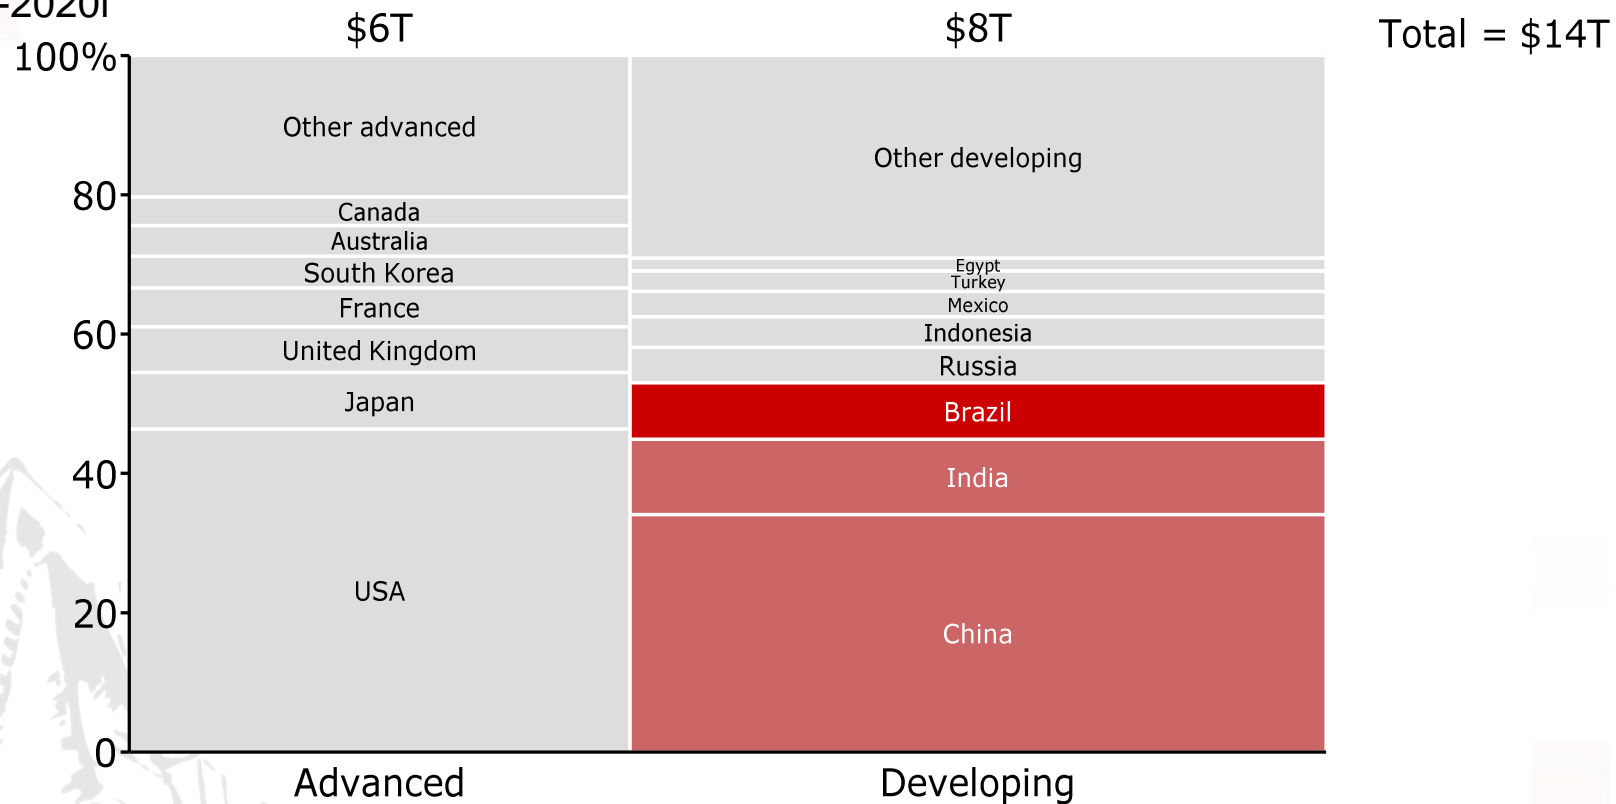 -2020F
$6T
$8T
Total = $14T
100%
80
60
40
20
0
Other advanced
Canada
Australia
South Korea
France
United Kingdom
Japan
USA
Other developing
Egypt
Turkey
Mexico
Indonesia
Russia
Brazil
India
China
Advanced
Developing